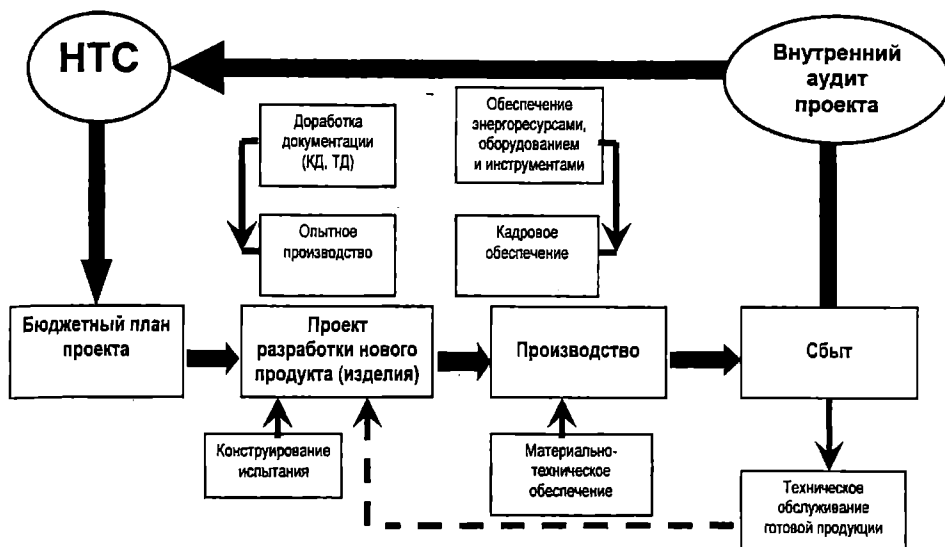 НТС
Внутренний
аудит
проекта
Доработка
документации
(КД, ТД)
Обеспечение
энергоресурсами,
оборудованием
и инструментами
Опытное
производство
Кадровое
обеспечение
Бюджетный план
проекта
Проект
разработки нового
продукта (изделия)
Производство
Сбыт
Конструирование
испытания
Материально-
техническое
обеспечение
Техническое
обслуживание
готовой продукции